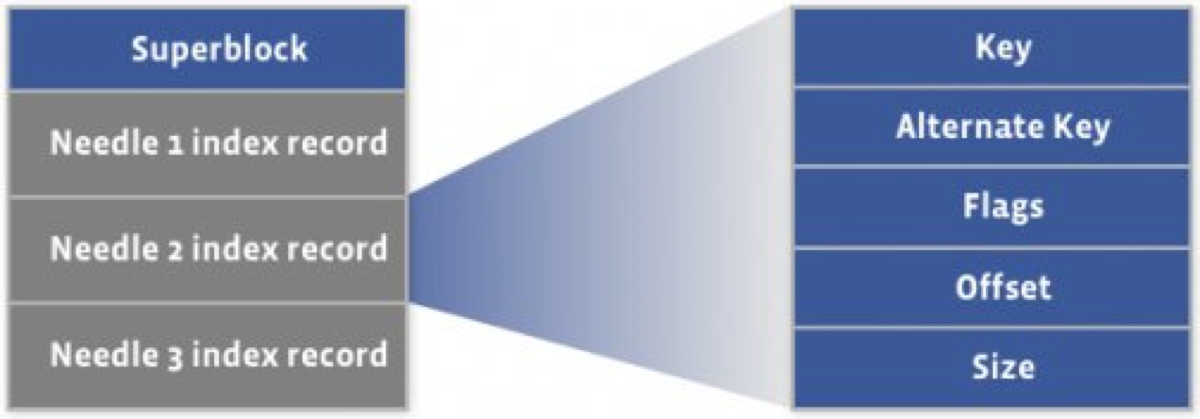 Superblock
Needle 1 index record
Needle 2 index record
Needle 3 index record
Key
Alternate Key
Flags
Offset
Size